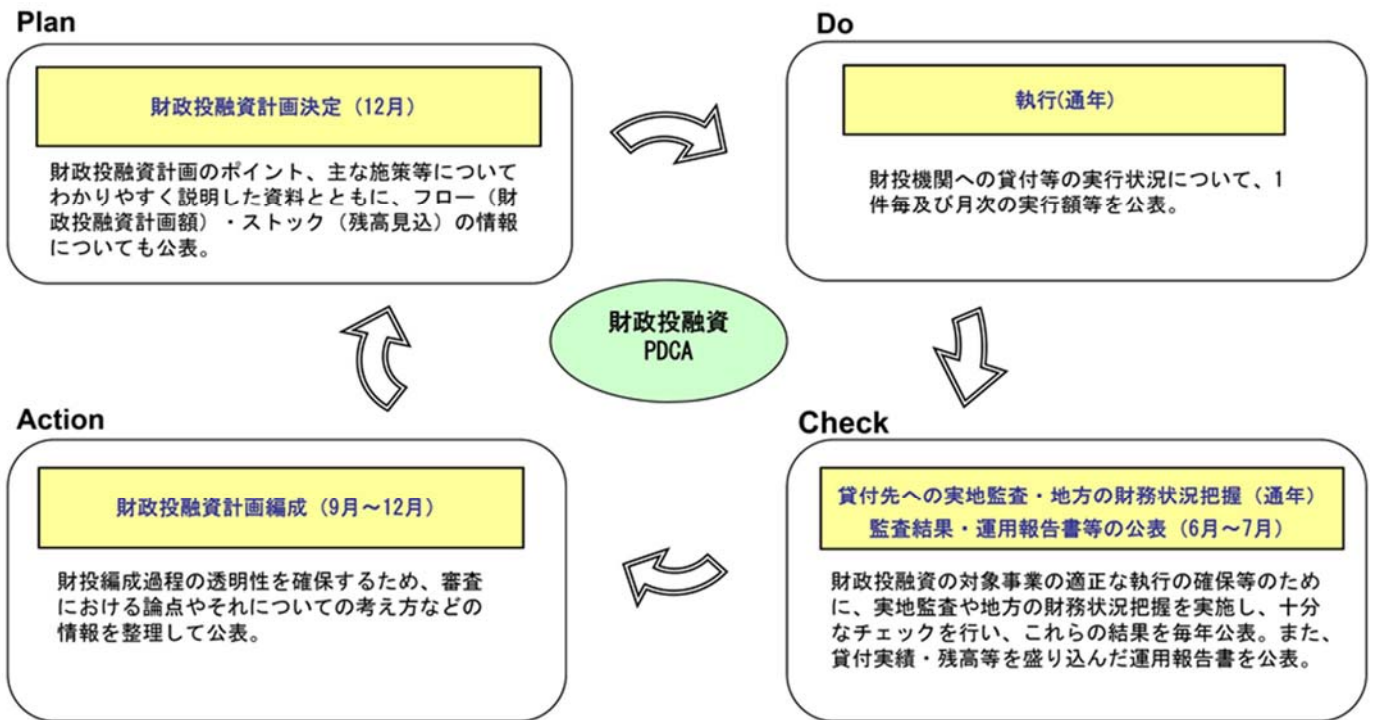 Plan
財政投融資計画決定（12月）
財政投融資計画のポイント、主な施策等について
わかりやすく説明した資料とともに、フロー（財
政投融資計画額）・ストック（残高見込）の情報
についても公表。
Do
執行(通年)
財投機関への貸付等の実行状況について、1
件毎及び月次の実行額等を公表。
財政投融資
PDCA
Check
貸付先への実地監査・地方の財務状況把握（通年）
監査結果・運用報告書等の公表（6月～7月）
財政投融資の対象事業の適正な執行の確保等のため
に、実地監査や地方の財務状況把握を実施し、十分
なチェックを行い、これらの結果を毎年公表。また、
貸付実績・残高等を盛り込んだ運用報告書を公表。
Action
財政投融資計画編成（9月～12月）
財投編成過程の透明性を確保するため、審査
における論点やそれについての考え方などの
情報を整理して公表。